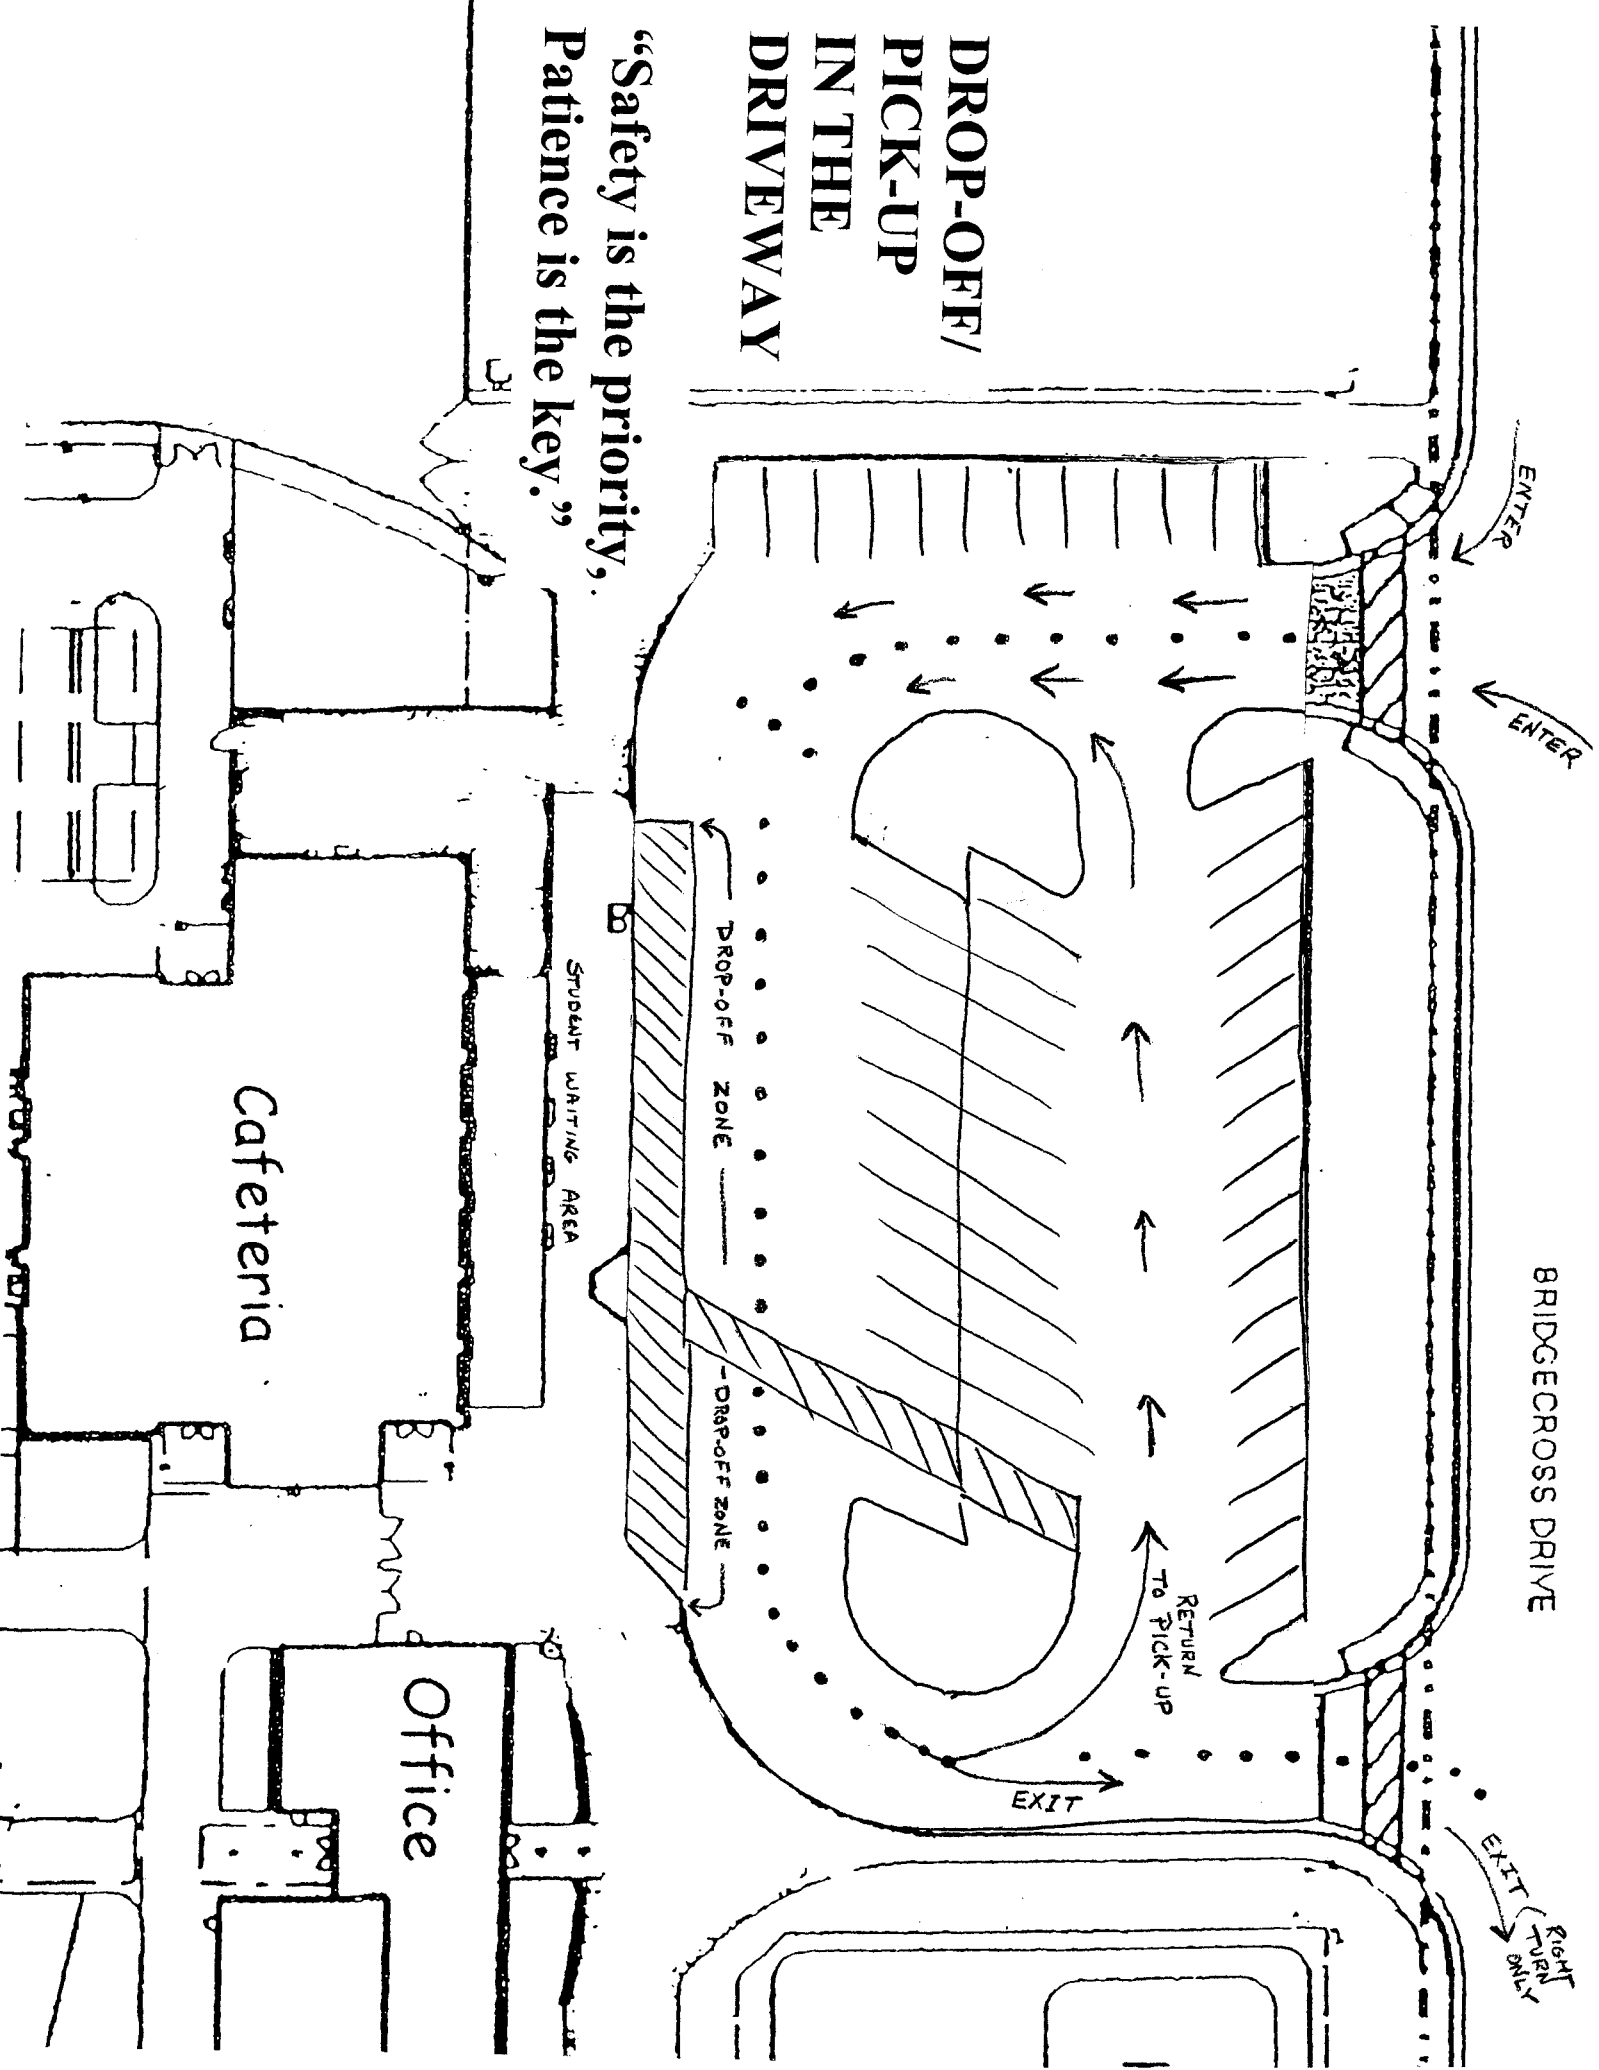 DROP-OFF/
PICK-UP
IN THE
DRIVEWAY
“Safety is the priority,
Patience is the key.”
ENTER
ENTER
BRIDGECROSS DRIVE
EXIT (RIGHT
TURN
ONLY
RETURN
TO PICK-UP
EXIT
DROP-OFF ZONE
DROP-OFF ZONE
STUDENT WAITING AREA
Cafeteria
Office